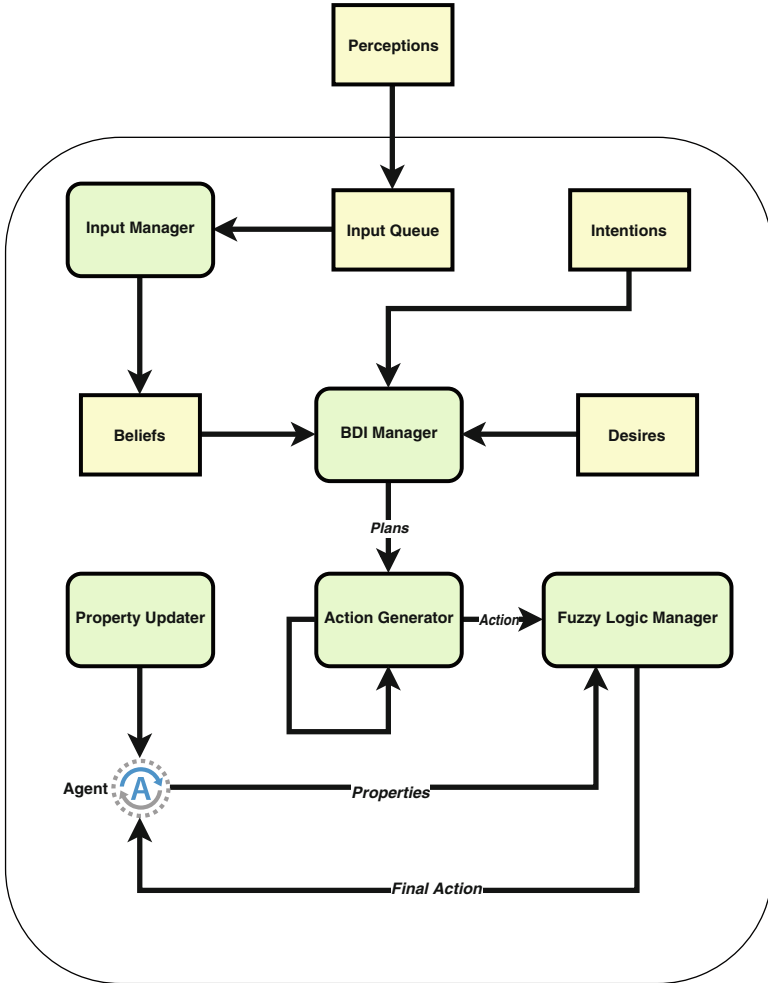 Perceptions
Input Manager
Input Queue
Intentions
Beliefs
BDI Manager
Desires
Plans
Property Updater
Action Generator
Action
Fuzzy Logic Manager
Agent
A
Properties
Final Action